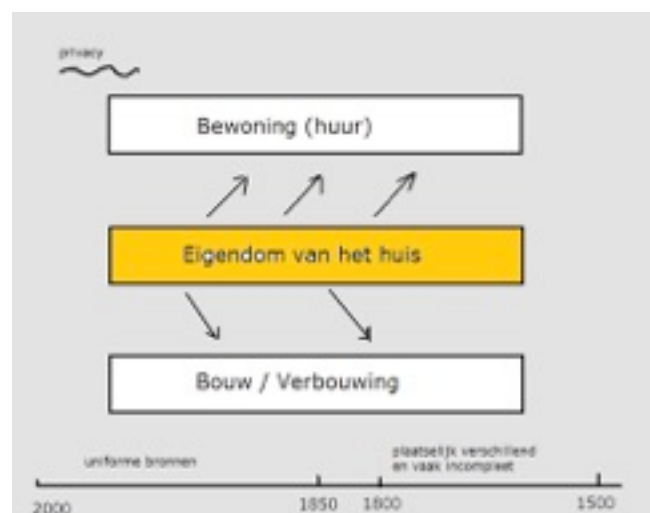 privacy
Bewoning (huur)
Eigendom van het huis
Bouw / Verbouwing
uniforme bronnen
plaatselijk verschillend
en vaak incompleet
2000
1850
1800
1500